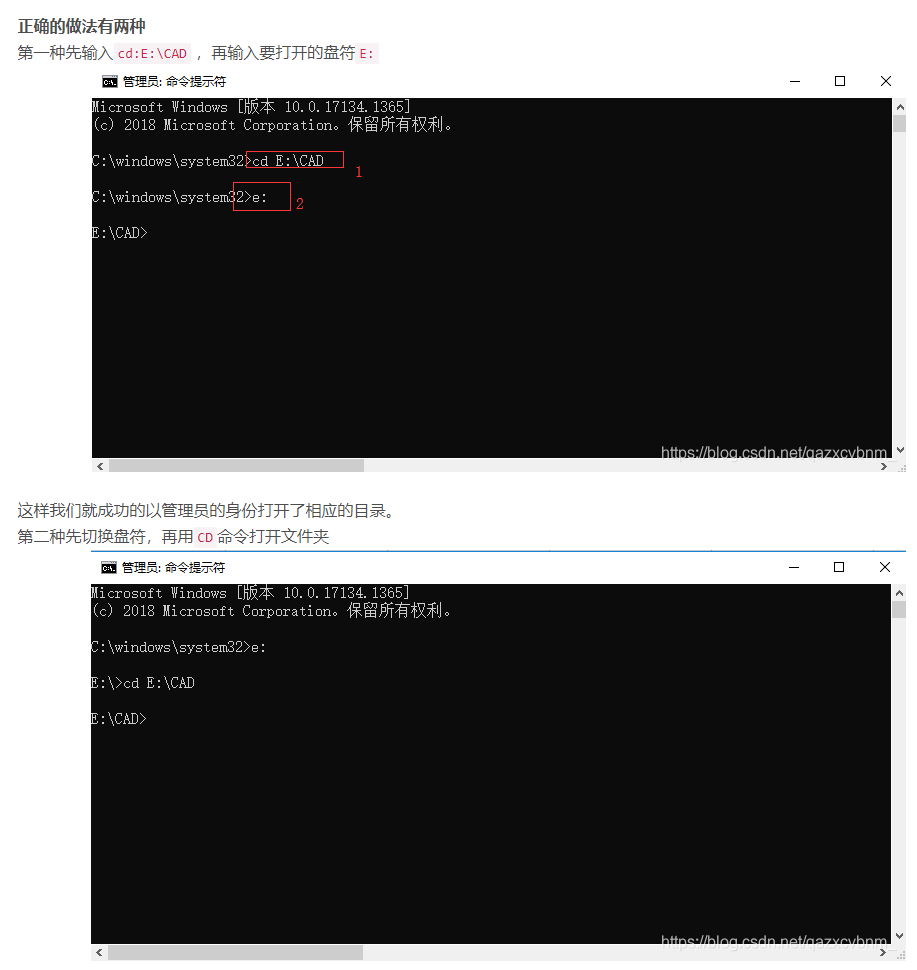 正确的做法有两种
第一种先输入 cd:E:\CAD ，再输入要打开的盘符 E:
管理员: 命令提示符
Microsoft Windows [版本 10.0.17134.1365]
(c) 2018 Microsoft Corporation。保留所有权利。
C:\windows\system32>cd E:\CAD
1
C:\windows\system32>e:
2
E:\CAD>
https://blog.csdn.net/qazxcvbnm_
这样我们就成功的以管理员的身份打开了相应的目录。
第二种先切换盘符，再用 CD 命令打开文件夹
管理员: 命令提示符
Microsoft Windows [版本 10.0.17134.1365]
(c) 2018 Microsoft Corporation。保留所有权利。
C:\windows\system32>e:
E:\>cd E:\CAD
E:\CAD>
https://blog.csdn.net/qazxcvbnm_